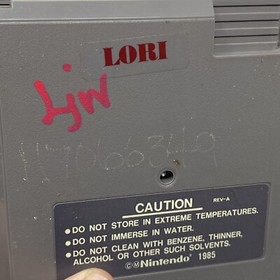 LORI
Ljw
CAUTION
REV-A
• DO NOT STORE IN EXTREME TEMPERATURES.
• DO NOT IMMERSE IN WATER.
• DO NOT CLEAN WITH BENZENE, THINNER,
ALCOHOL OR OTHER SUCH SOLVENTS.
©ⓂNintendo® 1985